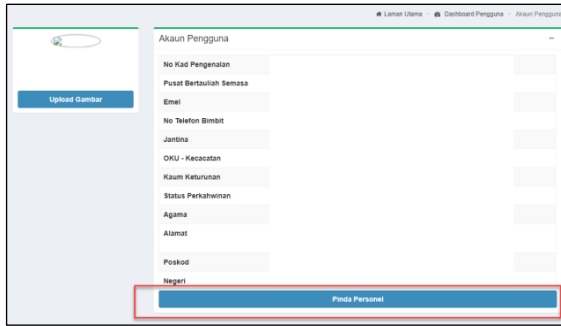 Laman Utama > Dashboard Pengguna > Akaun Pengguna
Akaun Pengguna
Upload Gambar
No Kad Pengenalan
Pusat Bertauliah Semasa
Emel
No Telefon Bimbit
Jantina
OKU - Kecacatan
Kaum Keturunan
Status Perkahwinan
Agama
Alamat
Poskod
Negeri
Pinda Personel